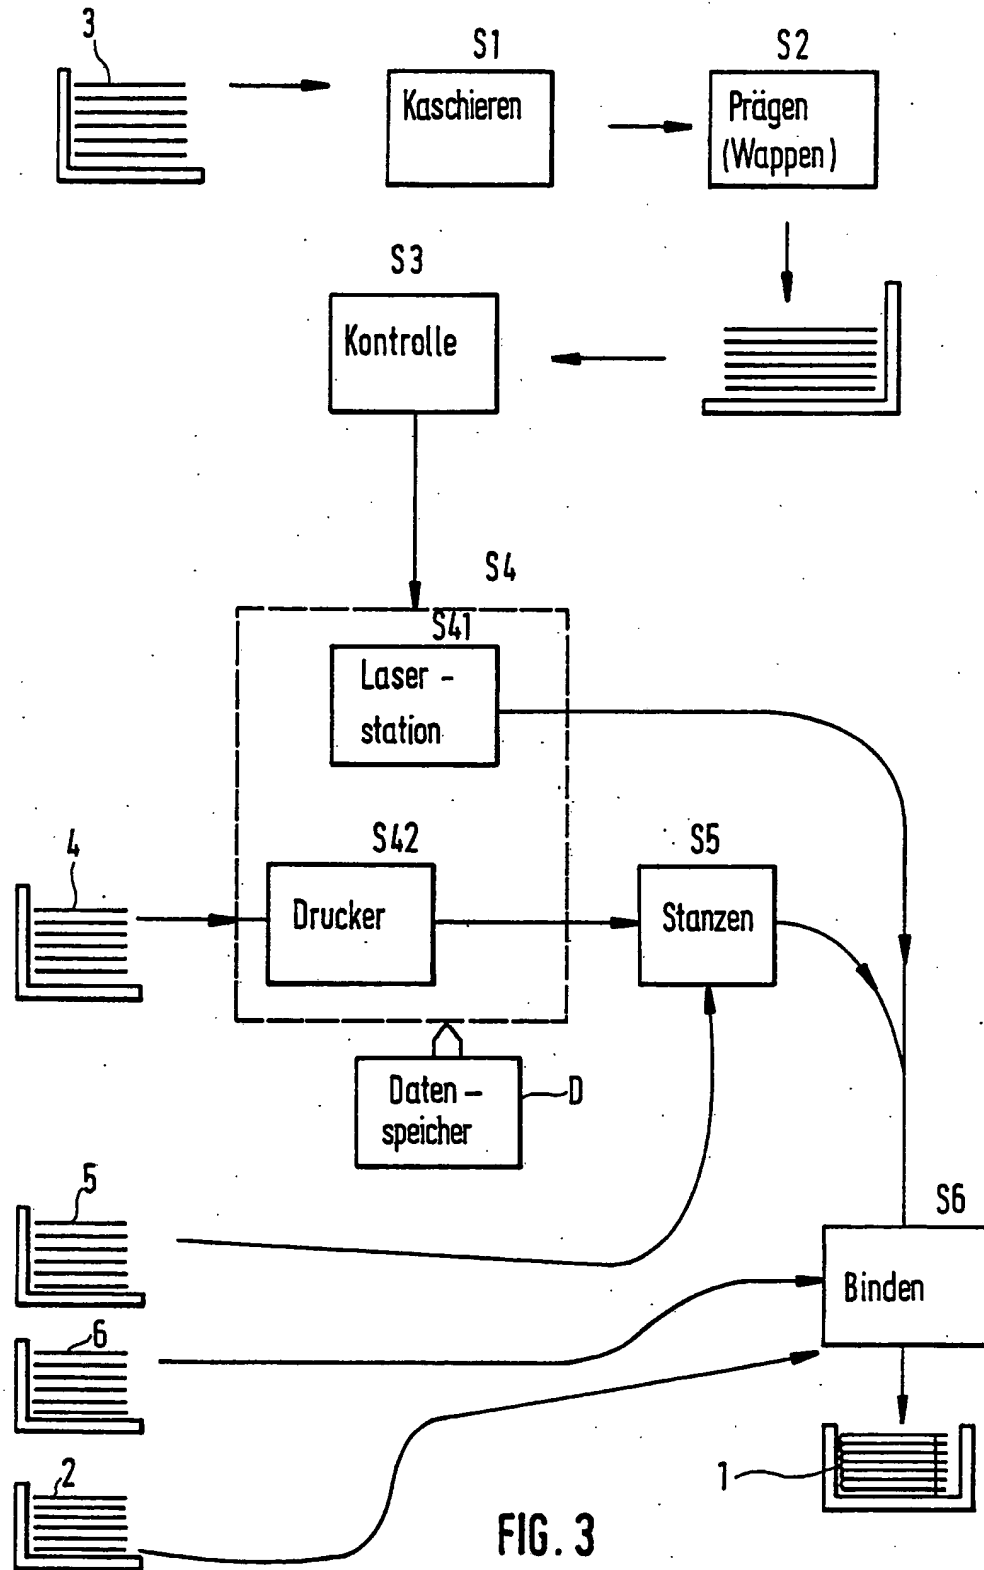 3
S1
Kaschieren
S2
Prägen
(Wappen)
S3
Kontrolle
S4
S41
Laser -
station
4
S42
Drucker
S5
Stanzen
Daten -
speicher
D
5
6
2
S6
Binden
1
FIG. 3